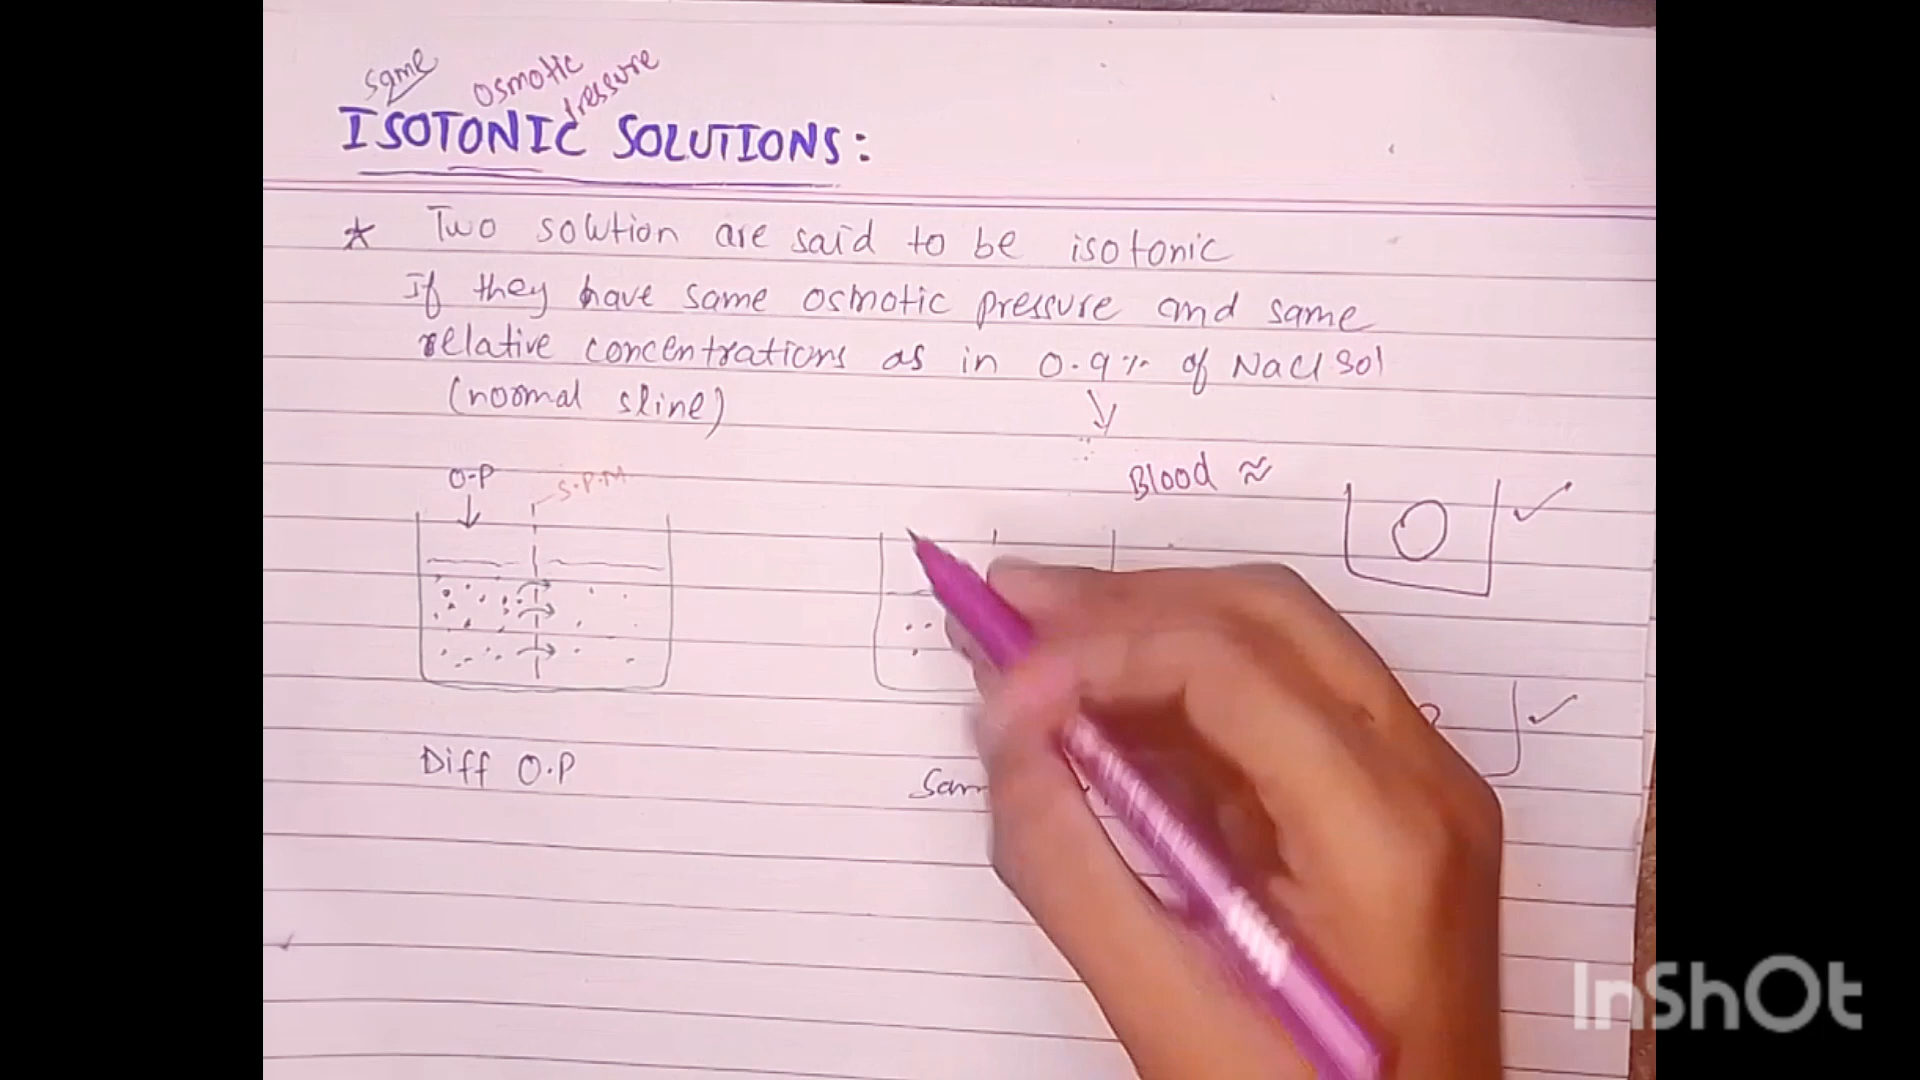 same osmotic pressure
ISOTONIC SOLUTIONS:
* Two solution are said to be isotonic
If they have same osmotic pressure and same
relative concentrations as in 0.9% of NaCl sol
(normal sline)
O.P
S.P.M
Blood ≈
Diff O.P
Sam
InShOt